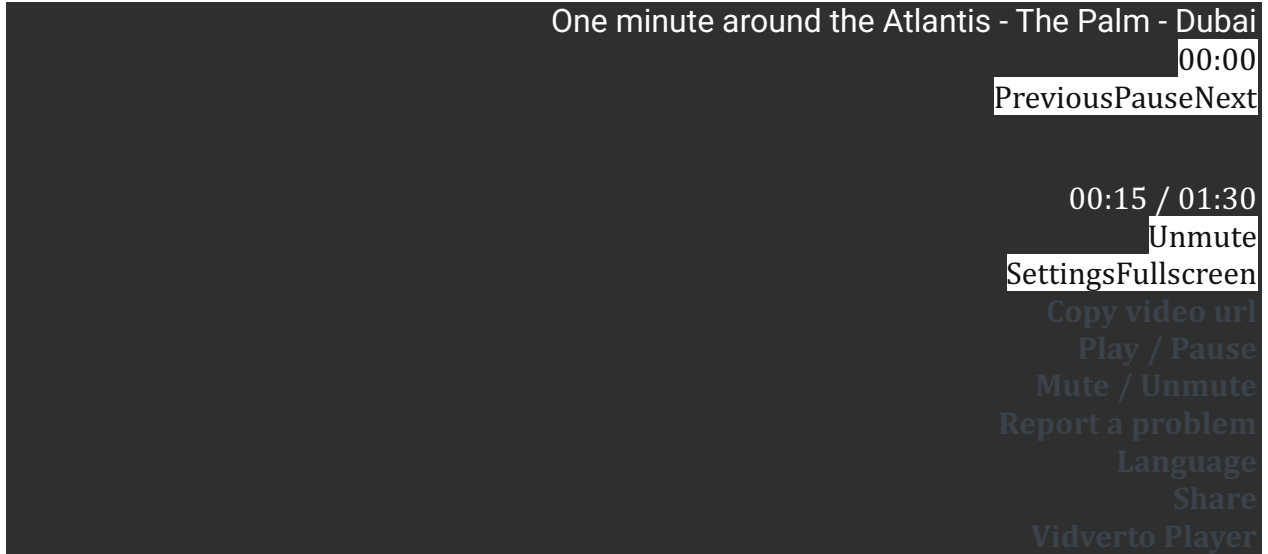 One minute around the Atlantis - The Palm - Dubai
00:00
PreviousPauseNext
00:15 / 01:30
Unmute
SettingsFullscreen
Copy video url
Play / Pause
Mute / Unmute
Report a problem
Language
Share
Vidverto Player